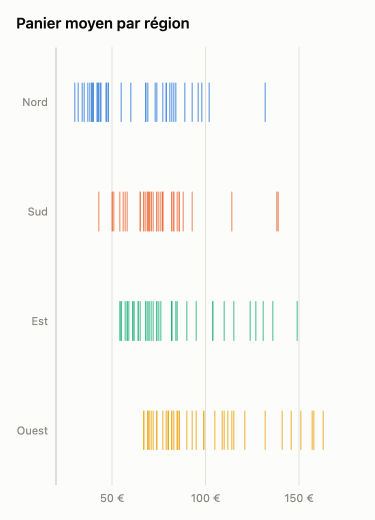 Panier moyen par région
Nord
Sud
Est
Ouest
50 € 100 € 150 €